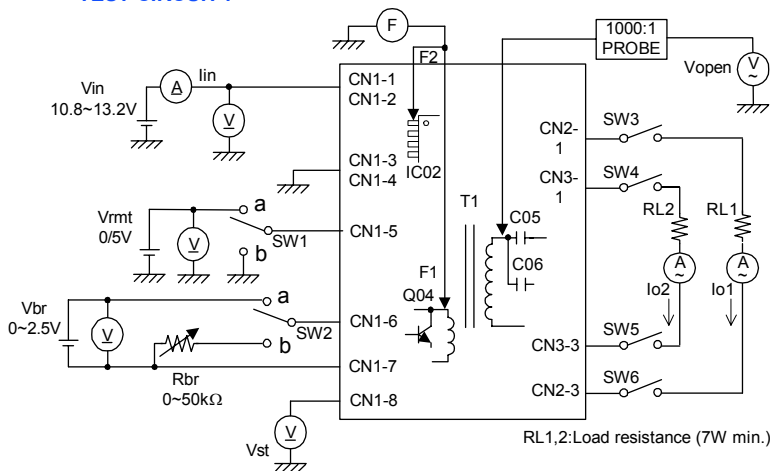 F
1000:1
PROBE
F2
V
~
Vopen
Vin
10.8~13.2V
A
Iin
V
CN1-1
CN1-2
IC02
CN2-
1
SW3
CN1-3
CN1-4
CN3-
1
SW4
T1
RL2
RL1
Vrmt
0/5V
V
a
SW1
b
CN1-5
C05
C06
A
~
A
~
F1
Q04
Io2
Io1
Vbr
0~2.5V
V
a
SW2
b
CN1-6
CN1-7
CN3-3
SW5
Rbr
0~50kΩ
CN2-3
SW6
CN1-8
V
Vst
RL1,2:Load resistance (7W min.)